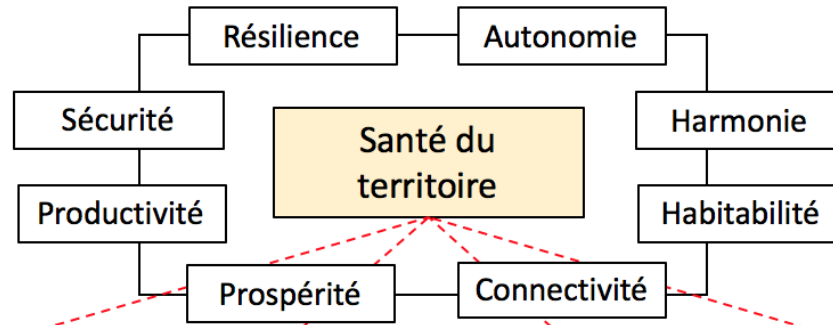 Résilience
Autonomie
Sécurité
Santé du
territoire
Harmonie
Productivité
Habitabilité
Prospérité
Connectivité